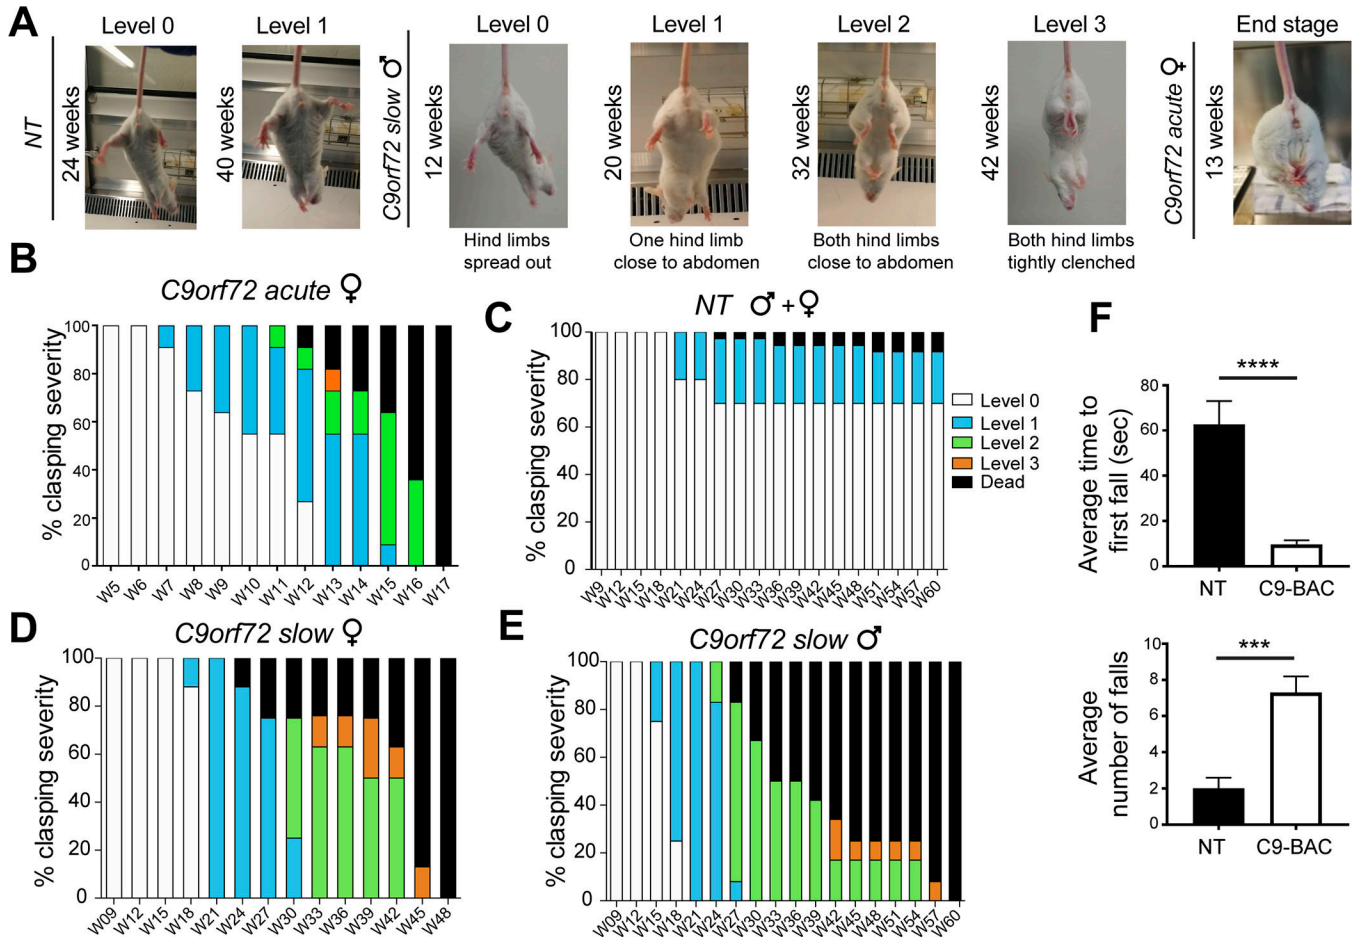 A
Level 0
Level 1
Level 0
Level 1
Level 2
Level 3
End stage
NT
24 weeks
40 weeks
C9orf72 slow ♂
12 weeks
20 weeks
32 weeks
42 weeks
C9orf72 acute ♀
13 weeks
Hind limbs
spread out
One hind limb
close to abdomen
Both hind limbs
close to abdomen
Both hind limbs
tightly clenched
B
C9orf72 acute ♀
% clasping severity
100
80
60
40
20
0
W5 W6 W7 W8 W9 W10 W11 W12 W13 W14 W15 W16 W17
C
NT ♂+♀
% clasping severity
100
80
60
40
20
0
W9 W12 W15 W18 W21 W24 W27 W30 W33 W36 W39 W42 W45 W48 W51 W54 W57 W60
Level 0
Level 1
Level 2
Level 3
Dead
D
C9orf72 slow ♀
% clasping severity
100
80
60
40
20
0
W09 W12 W15 W18 W21 W24 W27 W30 W33 W36 W39 W42 W45 W48
E
C9orf72 slow ♂
% clasping severity
100
80
60
40
20
0
W09 W12 W15 W18 W21 W24 W27 W30 W33 W36 W39 W42 W45 W48 W51 W54 W57 W60
F
Average time to
first fall (sec)
80
60
40
20
0
****
NT C9-BAC
Average
number of falls
10
8
6
4
2
0
***
NT C9-BAC